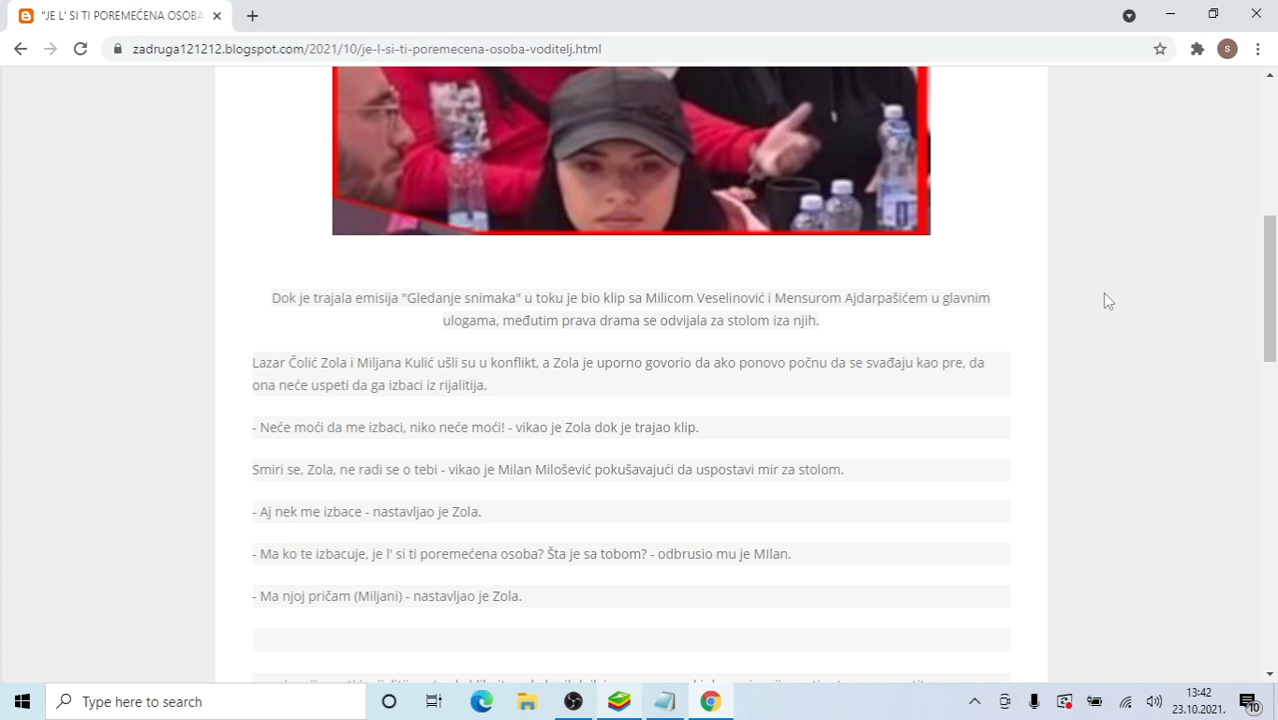 "JE L' SI TI POREMEĆENA OSOBA
zadruga121212.blogspot.com/2021/10/je-l-si-ti-poremecena-osoba-voditelj.html
S
Dok je trajala emisija "Gledanje snimaka" u toku je bio klip sa Milicom Veselinović i Mensurom Ajdarpašićem u glavnim
ulogama, međutim prava drama se odvijala za stolom iza njih.
Lazar Čolić Zola i Miljana Kulić ušli su u konflikt, a Zola je uporno govorio da ako ponovo počnu da se svađaju kao pre, da
ona neće uspeti da ga izbaci iz rijalitija.
- Neće moći da me izbaci, niko neće moći! - vikao je Zola dok je trajao klip.
Smiri se, Zola, ne radi se o tebi - vikao je Milan Milošević pokušavajući da uspostavi mir za stolom.
- Aj nek me izbace - nastavljao je Zola.
- Ma ko te izbacuje, je l' si ti poremećena osoba? Šta je sa tobom? - odbrusio mu je MIlan.
- Ma njoj pričam (Miljani) - nastavljao je Zola.
Type here to search
13:42
23.10.2021.
10